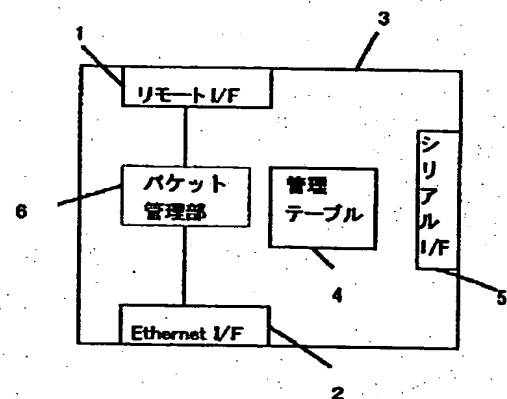 1
3
リモート I/F
シリアル I/F
パケット
管理部
管理
テーブル
6
4
5
Ethernet I/F
2